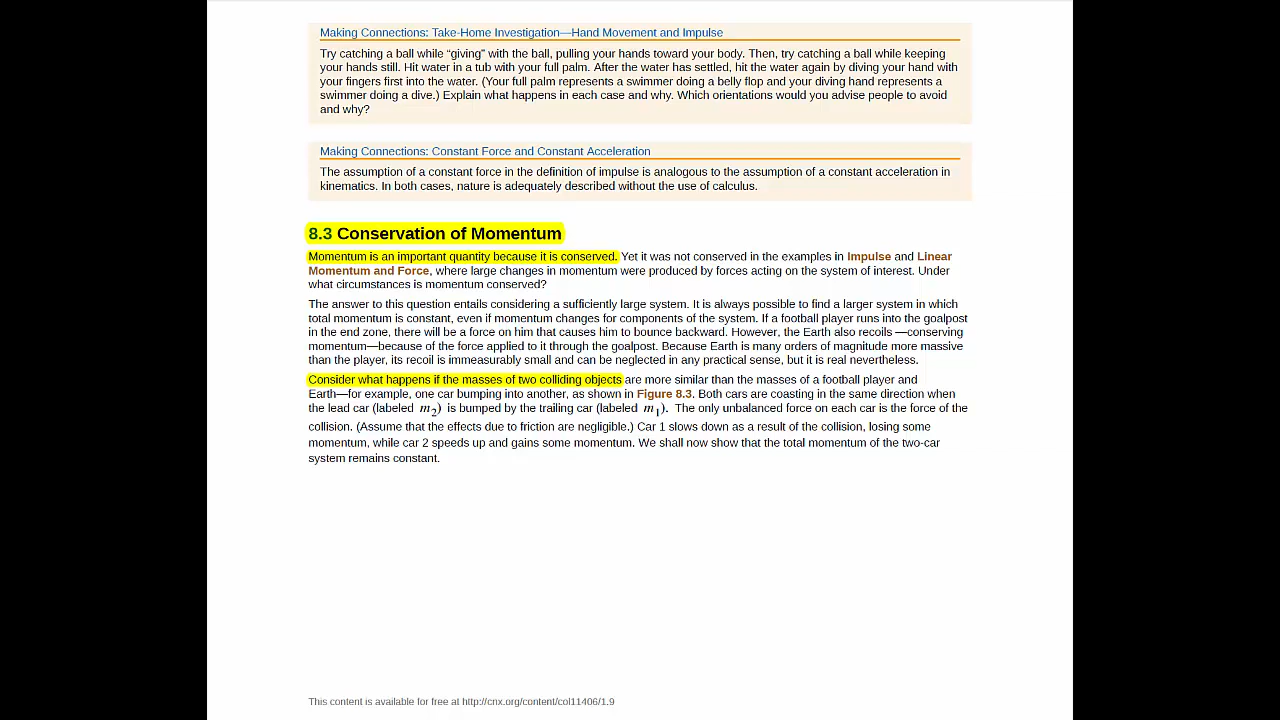 Making Connections: Take-Home Investigation—Hand Movement and Impulse
Try catching a ball while “giving” with the ball, pulling your hands toward your body. Then, try catching a ball while keeping
your hands still. Hit water in a tub with your full palm. After the water has settled, hit the water again by diving your hand with
your fingers first into the water. (Your full palm represents a swimmer doing a belly flop and your diving hand represents a
swimmer doing a dive.) Explain what happens in each case and why. Which orientations would you advise people to avoid
and why?
Making Connections: Constant Force and Constant Acceleration
The assumption of a constant force in the definition of impulse is analogous to the assumption of a constant acceleration in
kinematics. In both cases, nature is adequately described without the use of calculus.
8.3 Conservation of Momentum
Momentum is an important quantity because it is conserved. Yet it was not conserved in the examples in Impulse and Linear
Momentum and Force, where large changes in momentum were produced by forces acting on the system of interest. Under
what circumstances is momentum conserved?
The answer to this question entails considering a sufficiently large system. It is always possible to find a larger system in which
total momentum is constant, even if momentum changes for components of the system. If a football player runs into the goalpost
in the end zone, there will be a force on him that causes him to bounce backward. However, the Earth also recoils —conserving
momentum—because of the force applied to it through the goalpost. Because Earth is many orders of magnitude more massive
than the player, its recoil is immeasurably small and can be neglected in any practical sense, but it is real nevertheless.
Consider what happens if the masses of two colliding objects are more similar than the masses of a football player and
Earth—for example, one car bumping into another, as shown in Figure 8.3. Both cars are coasting in the same direction when
the lead car (labeled m₂) is bumped by the trailing car (labeled m₁). The only unbalanced force on each car is the force of the
collision. (Assume that the effects due to friction are negligible.) Car 1 slows down as a result of the collision, losing some
momentum, while car 2 speeds up and gains some momentum. We shall now show that the total momentum of the two-car
system remains constant.
This content is available for free at http://cnx.org/content/col11406/1.9